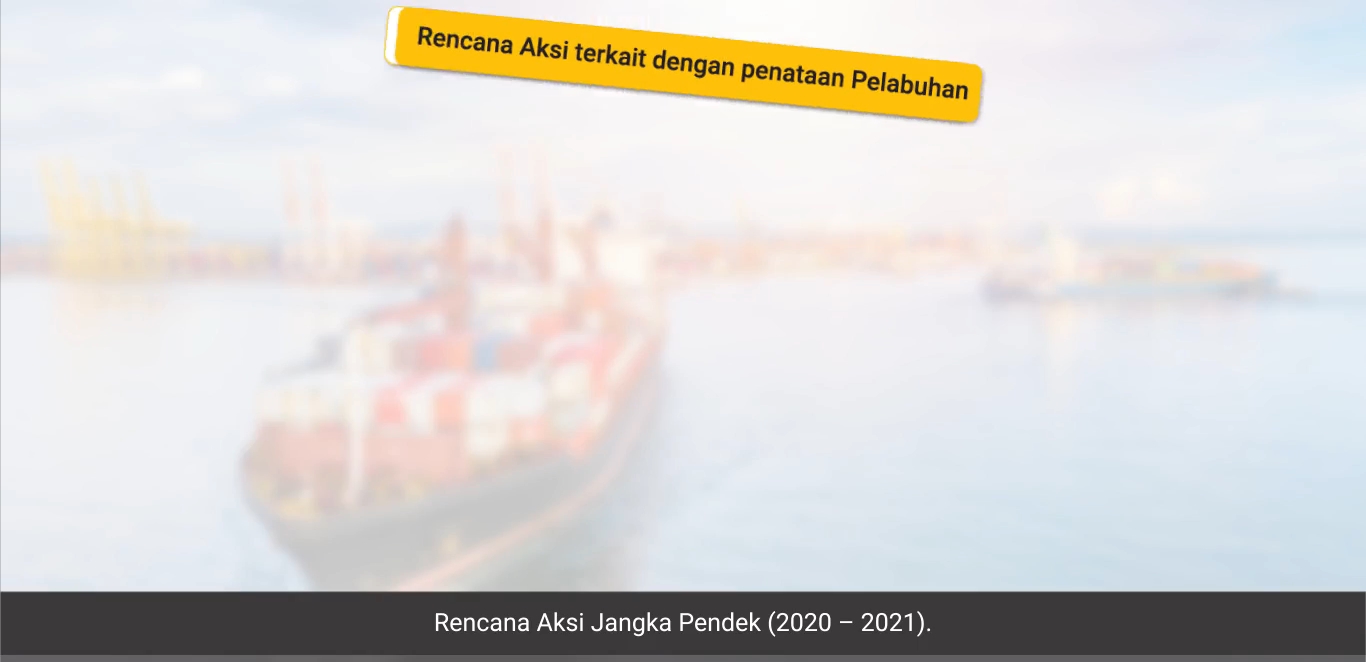 Rencana Aksi terkait dengan penataan Pelabuhan
Rencana Aksi Jangka Pendek (2020 – 2021).